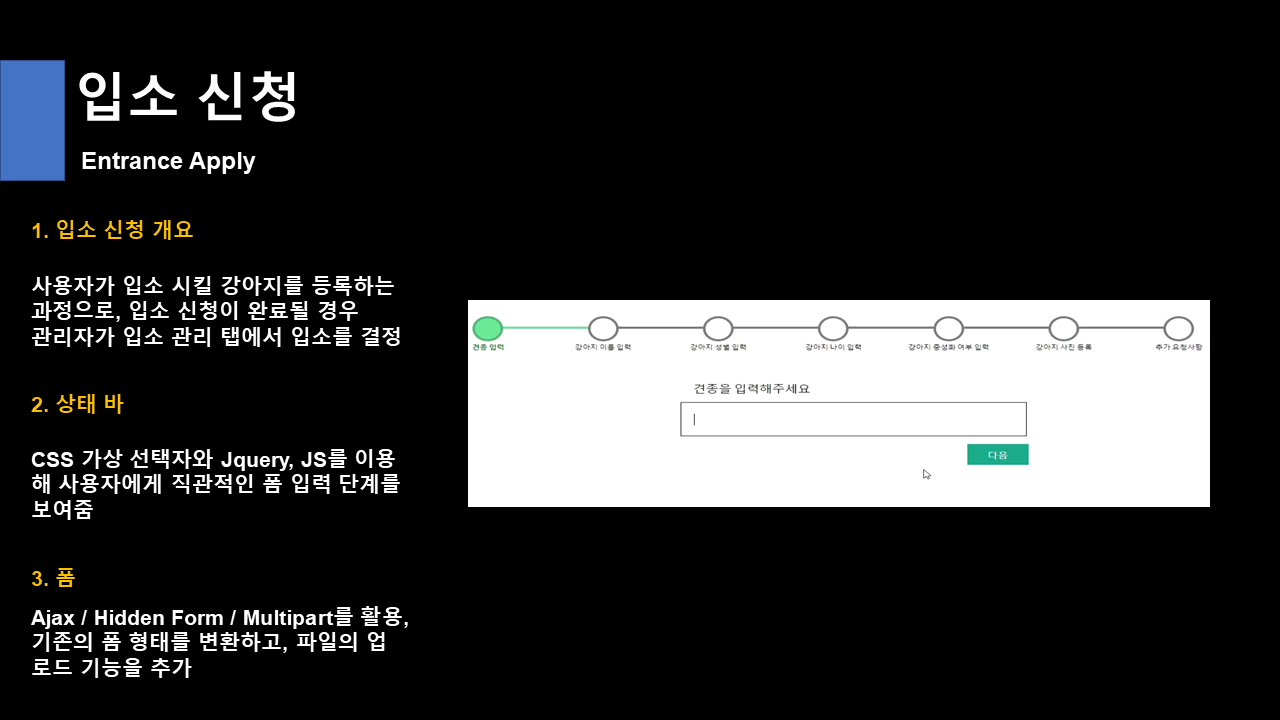 입소 신청
Entrance Apply
1. 입소 신청 개요
사용자가 입소 시킬 강아지를 등록하는
과정으로, 입소 신청이 완료될 경우
관리자가 입소 관리 탭에서 입소를 결정
2. 상태 바
CSS 가상 선택자와 Jquery, JS를 이용
해 사용자에게 직관적인 폼 입력 단계를
보여줌
3. 폼
Ajax / Hidden Form / Multipart를 활용,
기존의 폼 형태를 변환하고, 파일의 업
로드 기능을 추가
견종 입력 강아지 이름 입력 강아지 성별 입력 강아지 나이 입력 강아지 중성화 여부 입력 강아지 사진 등록 추가 요청사항
견종을 입력해주세요
다음